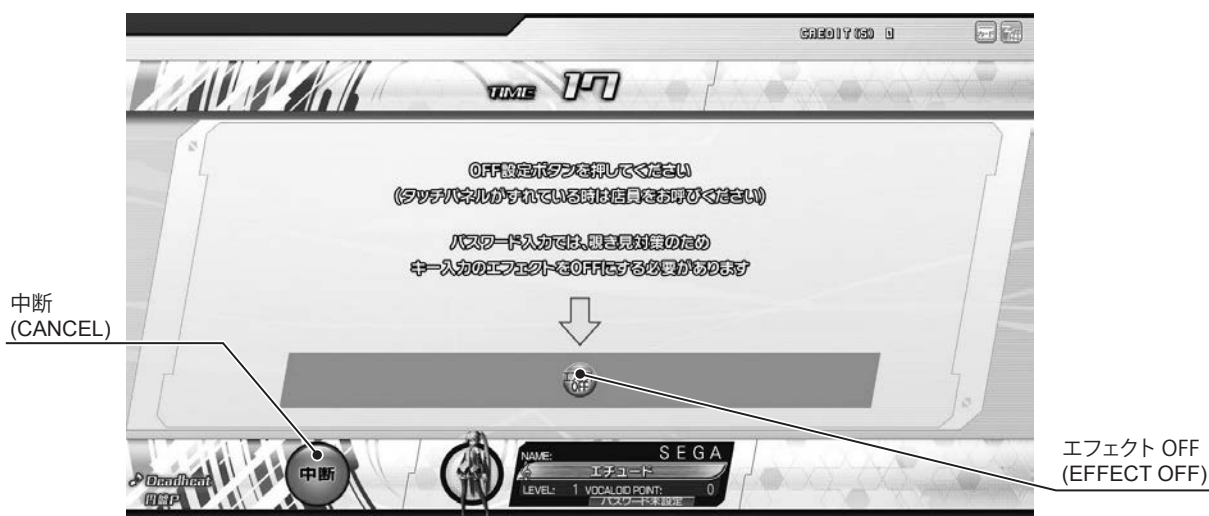 CREDIT(S) 0
TIME 17
OFF設定ボタンを押してください
(タッチパネルがずれている時は店員をお呼びください)
パスワード入力では、覗き見対策のため
キー入力のエフェクトをOFFにする必要があります
中断
(CANCEL)
OFF
エフェクト OFF
(EFFECT OFF)
中断
♪Deadheat
円盤P
NAME: SEGA
エチュード
LEVEL: 1 VOCALOID POINT: 0
パスワード未設定